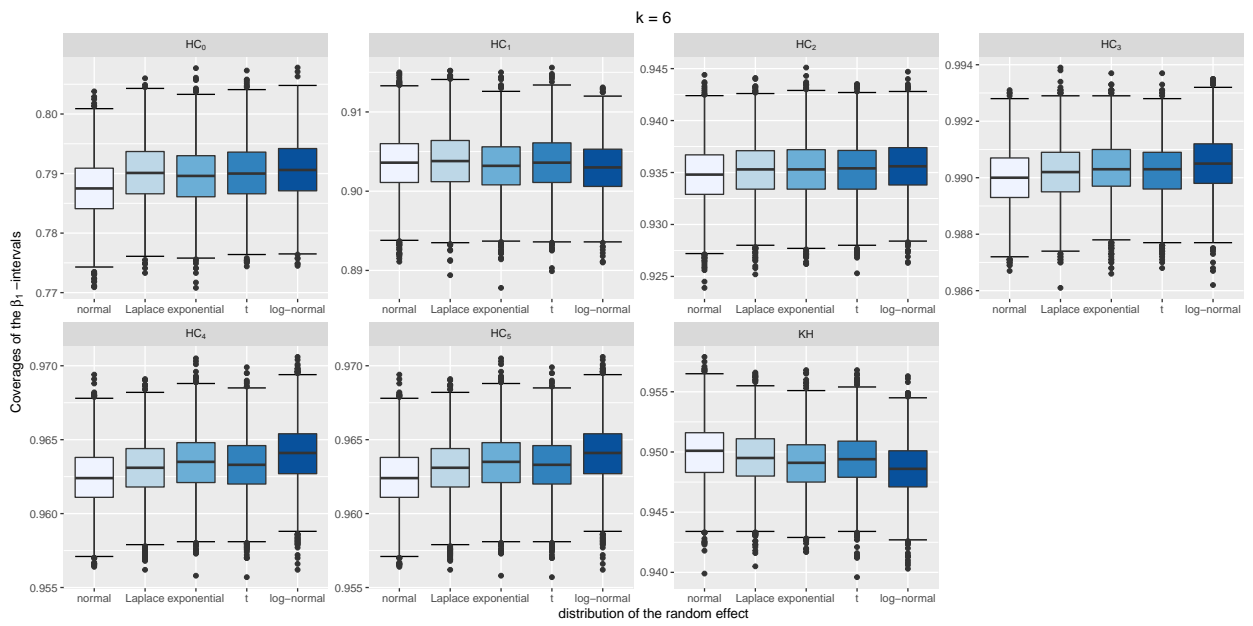 k = 6
HC₀
HC₁
HC₂
HC₃
0.80
0.79
0.78
0.77
0.91
0.90
0.89
0.945
0.940
0.935
0.930
0.925
0.994
0.992
0.990
0.988
0.986
normal Laplace exponential t log−normal
normal Laplace exponential t log−normal
normal Laplace exponential t log−normal
normal Laplace exponential t log−normal
Coverages of the β₁ −intervals
HC₄
HC₅
KH
0.970
0.965
0.960
0.955
0.970
0.965
0.960
0.955
0.955
0.950
0.945
0.940
normal Laplace exponential t log−normal
normal Laplace exponential t log−normal
normal Laplace exponential t log−normal
distribution of the random effect